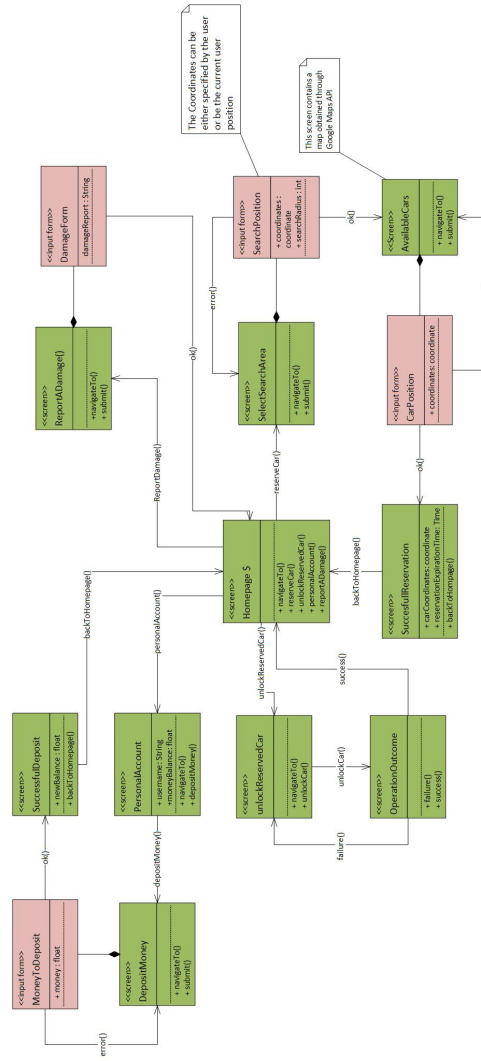 <<input form>>
MoneyToDeposit
+ money : float
error()
ok()
<<screen>>
DepositMoney
+ navigateTo()
+ submit()
<<screen>>
SuccessfulDeposit
+ newBalance : float
+ backToHomepage()
<<screen>>
PersonalAccount
+ username: String
+moneyBalance: float
+ navigateTo()
+ depositMoney()
depositMoney()
backToHomepage()
personalAccount()
<<screen>>
unlockReservedCar
+ navigateTo()
+ unlockCar()
unlockCar()
<<screen>>
OperationOutcome
+ failure()
+ success()
failure()
success()
unlockReservedCar()
<<screen>>
Homepage $
+ navigateTo()
+ reserveCar()
+ unlockReservedCar()
+ personalAccount()
+ reportADamage()
ReportDamage()
ok()
reserveCar()
backToHomepage()
<<screen>>
SuccesfullReservation
+ carCoordinates: coordinate
+ reservationExpirationTime: Time
+ backToHompage()
<<screen>>
ReportADamage()
+navigateTo()
+ submit()
<<input form>>
DamageForm
damageReport : String
<<screen>>
SelectSearchArea
+ navigateTo()
+ submit()
error()
<<input form>>
SearchPosition
+ coordinates :
coordinate
+ searchRadius : int
ok()
<<input form>>
CarPosition
+ coordinates: coordinate
ok()
<<Screen>>
AvailableCars
+ navigateTo()
+ submit()
The Coordinates can be
either specified by the user
or be the current user
position
This screen contains a
map obtained through
Google Maps API